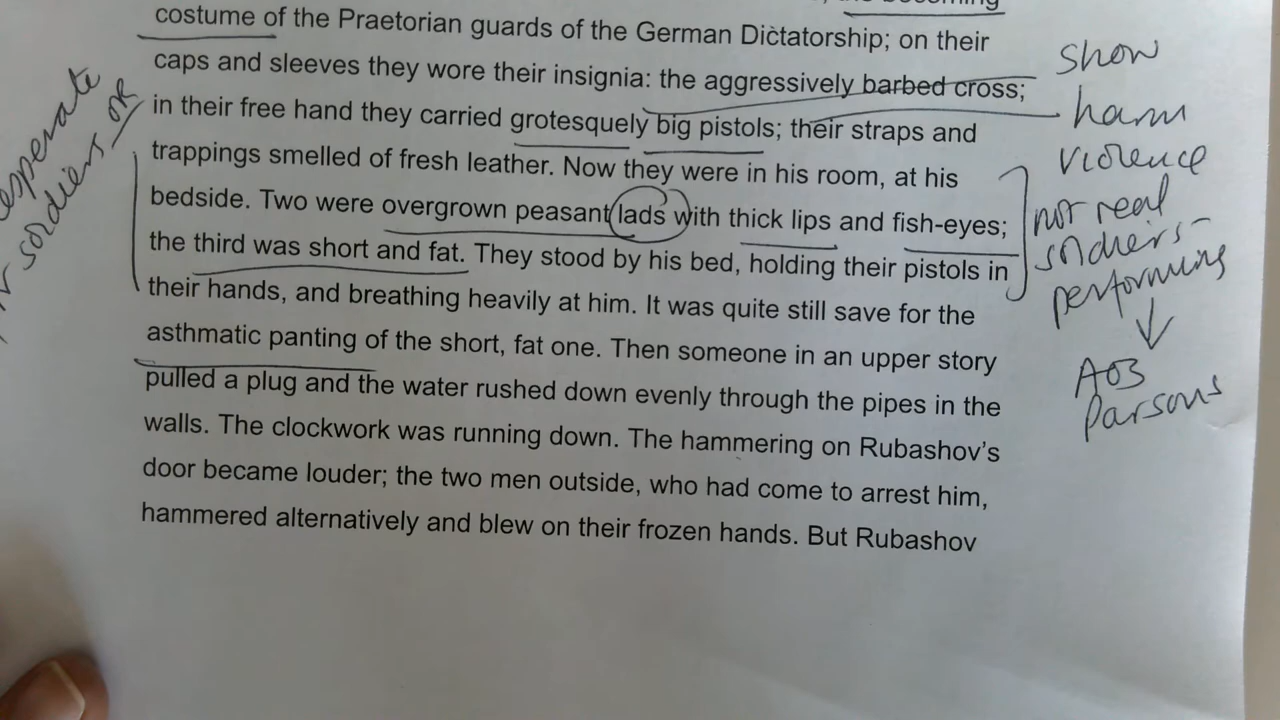 becoming
costume of the Praetorian guards of the German Dictatorship; on their
caps and sleeves they wore their insignia: the aggressively barbed cross;
in their free hand they carried grotesquely big pistols; their straps and
trappings smelled of fresh leather. Now they were in his room, at his
bedside. Two were overgrown peasant lads with thick lips and fish-eyes;
the third was short and fat. They stood by his bed, holding their pistols in
their hands, and breathing heavily at him. It was quite still save for the
asthmatic panting of the short, fat one. Then someone in an upper story
pulled a plug and the water rushed down evenly through the pipes in the
walls. The clockwork was running down. The hammering on Rubashov's
door became louder; the two men outside, who had come to arrest him,
hammered alternatively and blew on their frozen hands. But Rubashov
show
harm
violence
not real
soldiers -
performing
↓
AO3
Parsons
soldiers OR